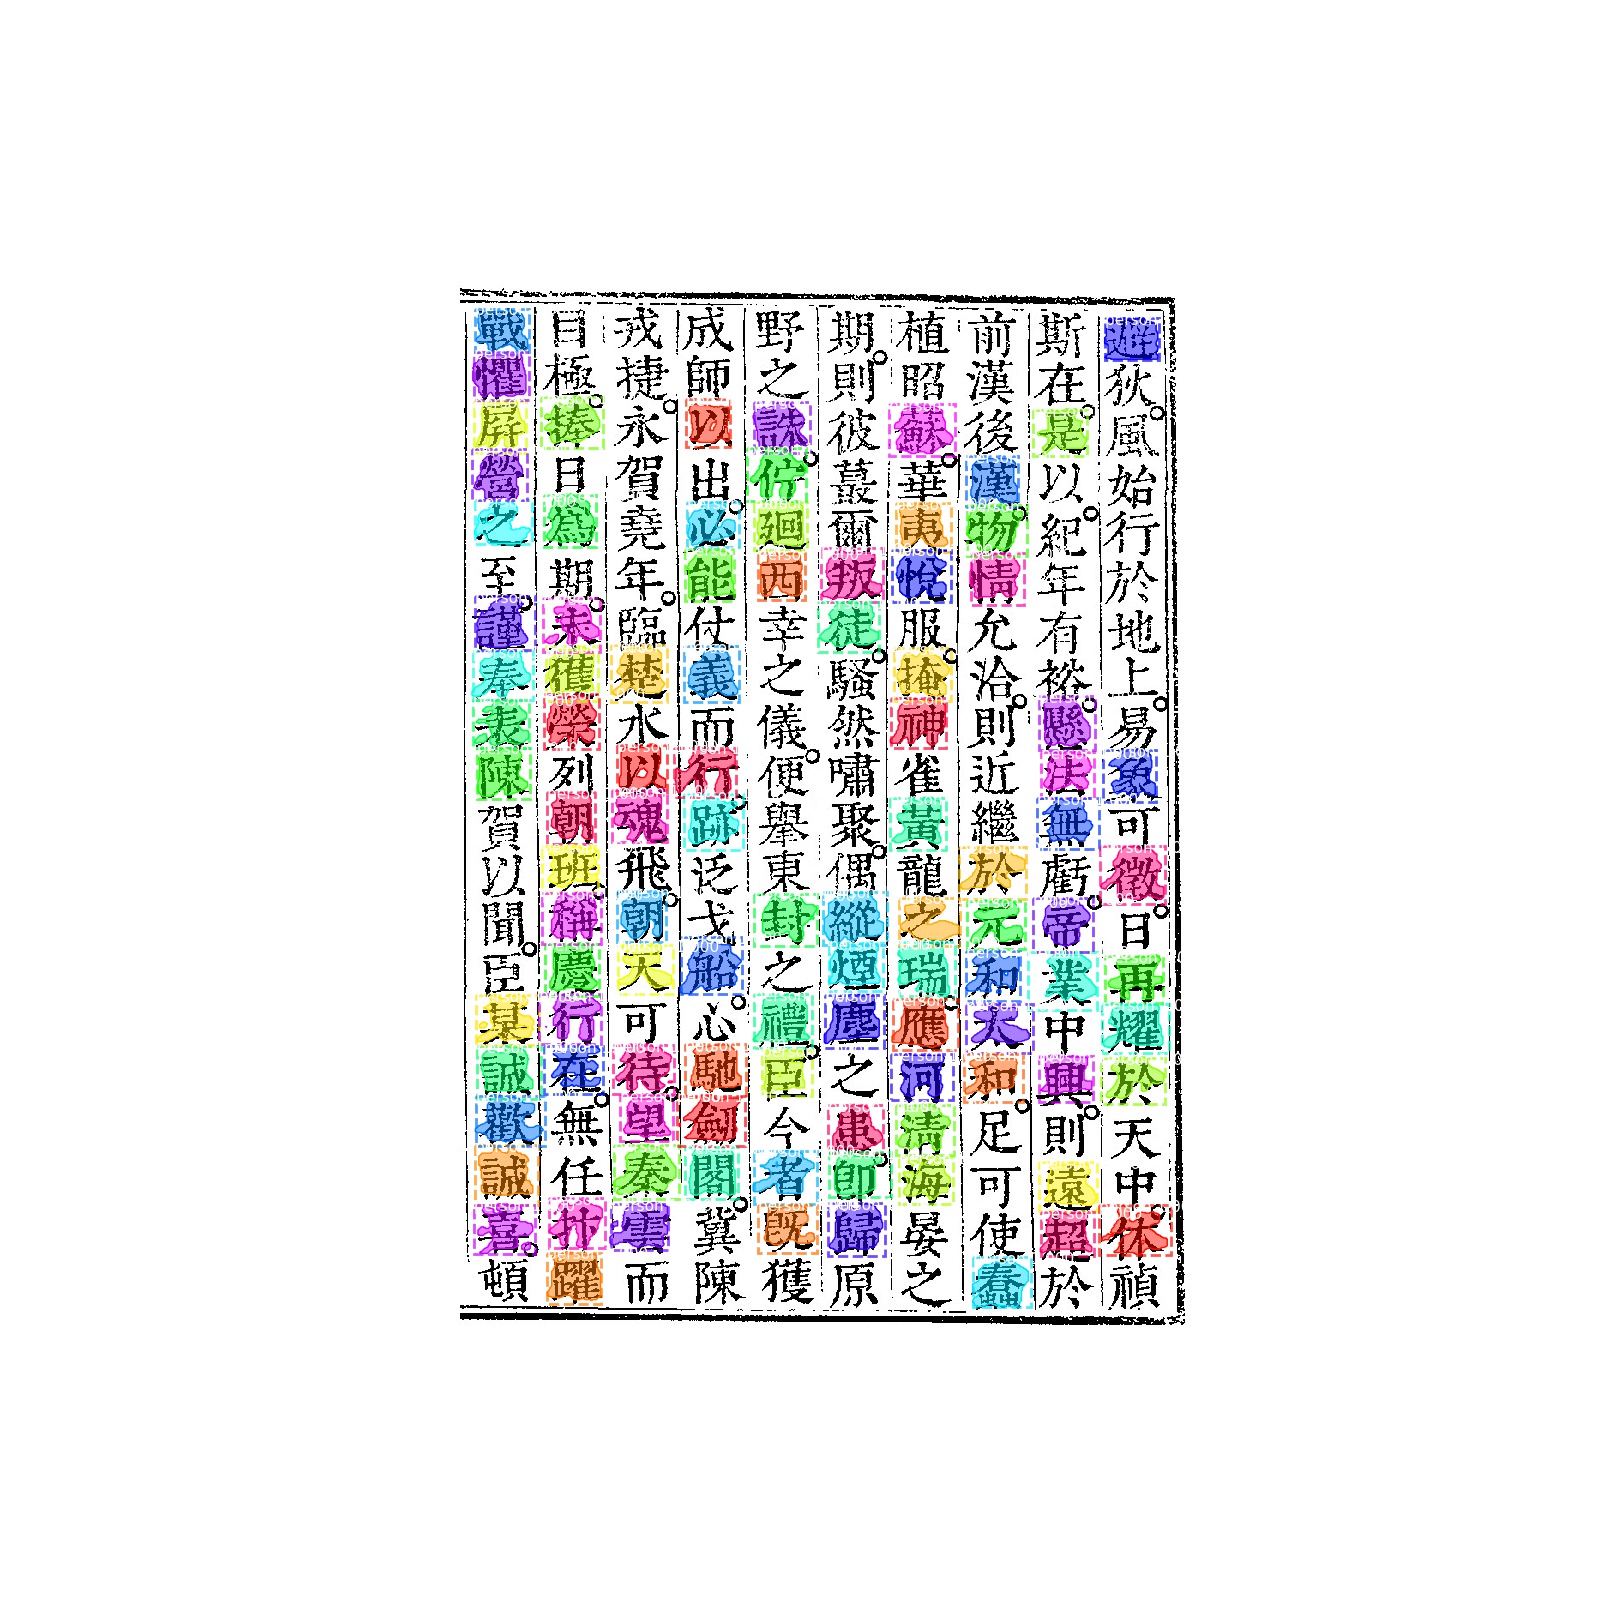 狄風始行於地上易象可徵日再耀於天中休禎
斯在是以紀年有裕懸法無虧帝業中興則遠超於
前漢後漢物情允洽則近繼於元和太和足可使蠢
植昭蘇華夷悅服掩神雀黃龍之瑞應河清海晏之
期則彼蕞爾叛徒騷然嘯聚偶縱煙塵之患即歸原
野之誅佇廻西幸之儀便舉東封之禮臣今者既獲
成師以出必能仗義而行跡泛戈船心馳劍閣冀陳
戎捷永賀堯年臨楚水以魂飛朝天可待望秦雲而
目極捧日為期未獲榮列朝班稱慶行在無任抃躍
戰懼屏營之至謹奉表陳賀以聞臣某誠歡誠喜頓